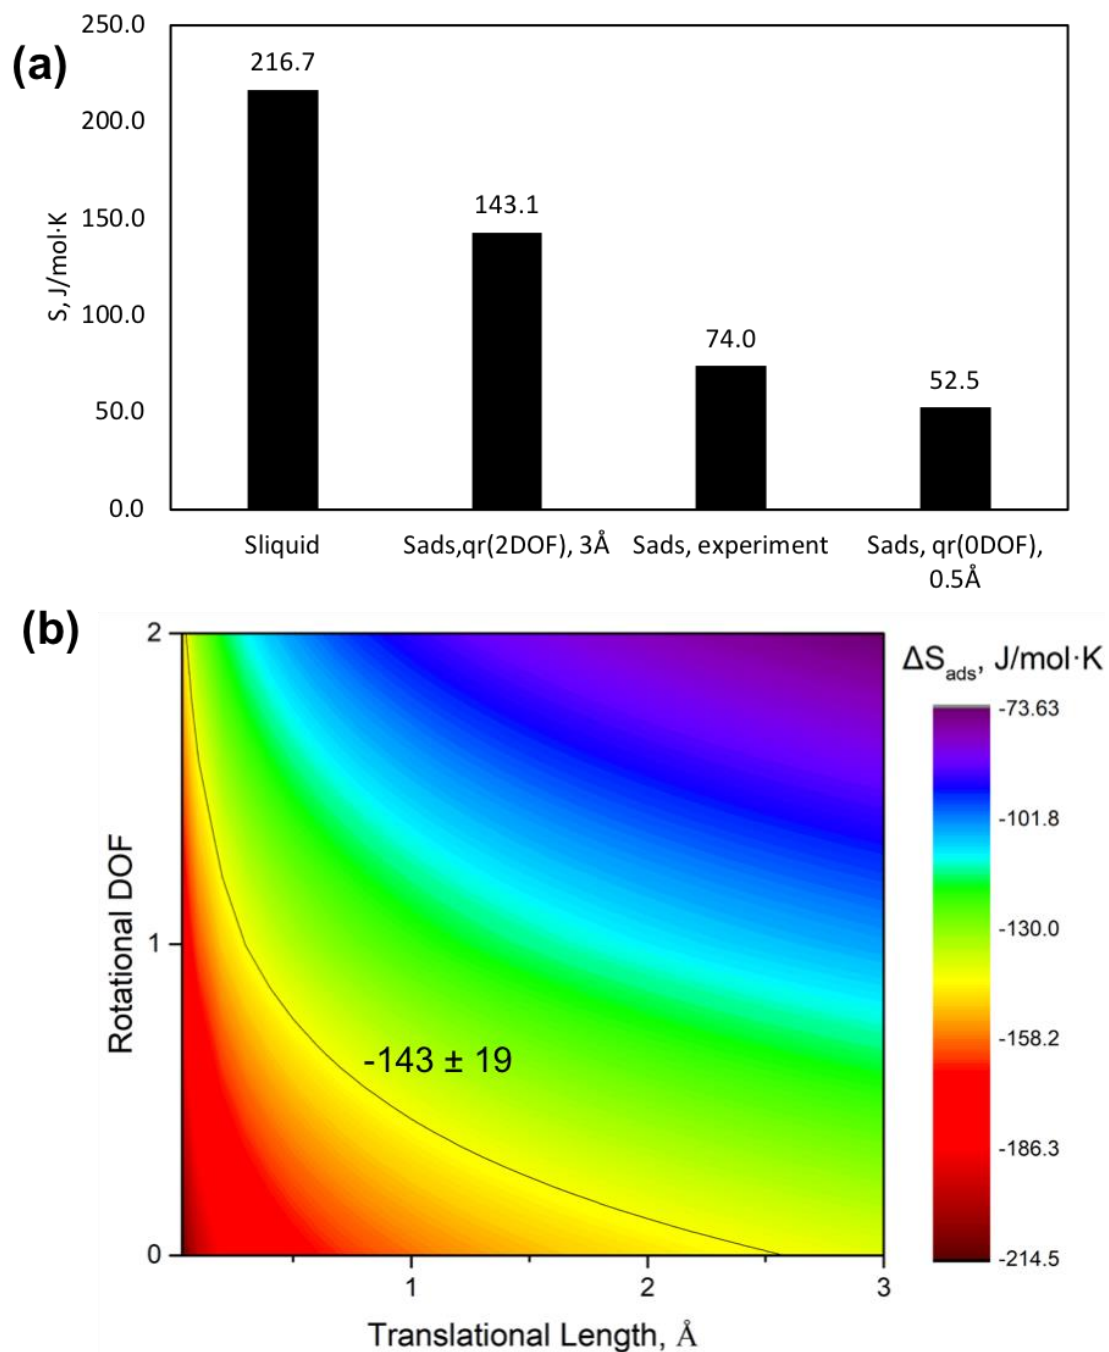 (a)
250.0
200.0
150.0
100.0
50.0
0.0
S, J/mol·K
216.7
143.1
74.0
52.5
Sliquid
Sads,qr(2DOF), 3Å
Sads, experiment
Sads, qr(0DOF),
0.5Å
(b)
2
1
0
Rotational DOF
-143 ± 19
1
2
3
Translational Length, Å
ΔSads, J/mol·K
-73.63
-101.8
-130.0
-158.2
-186.3
-214.5